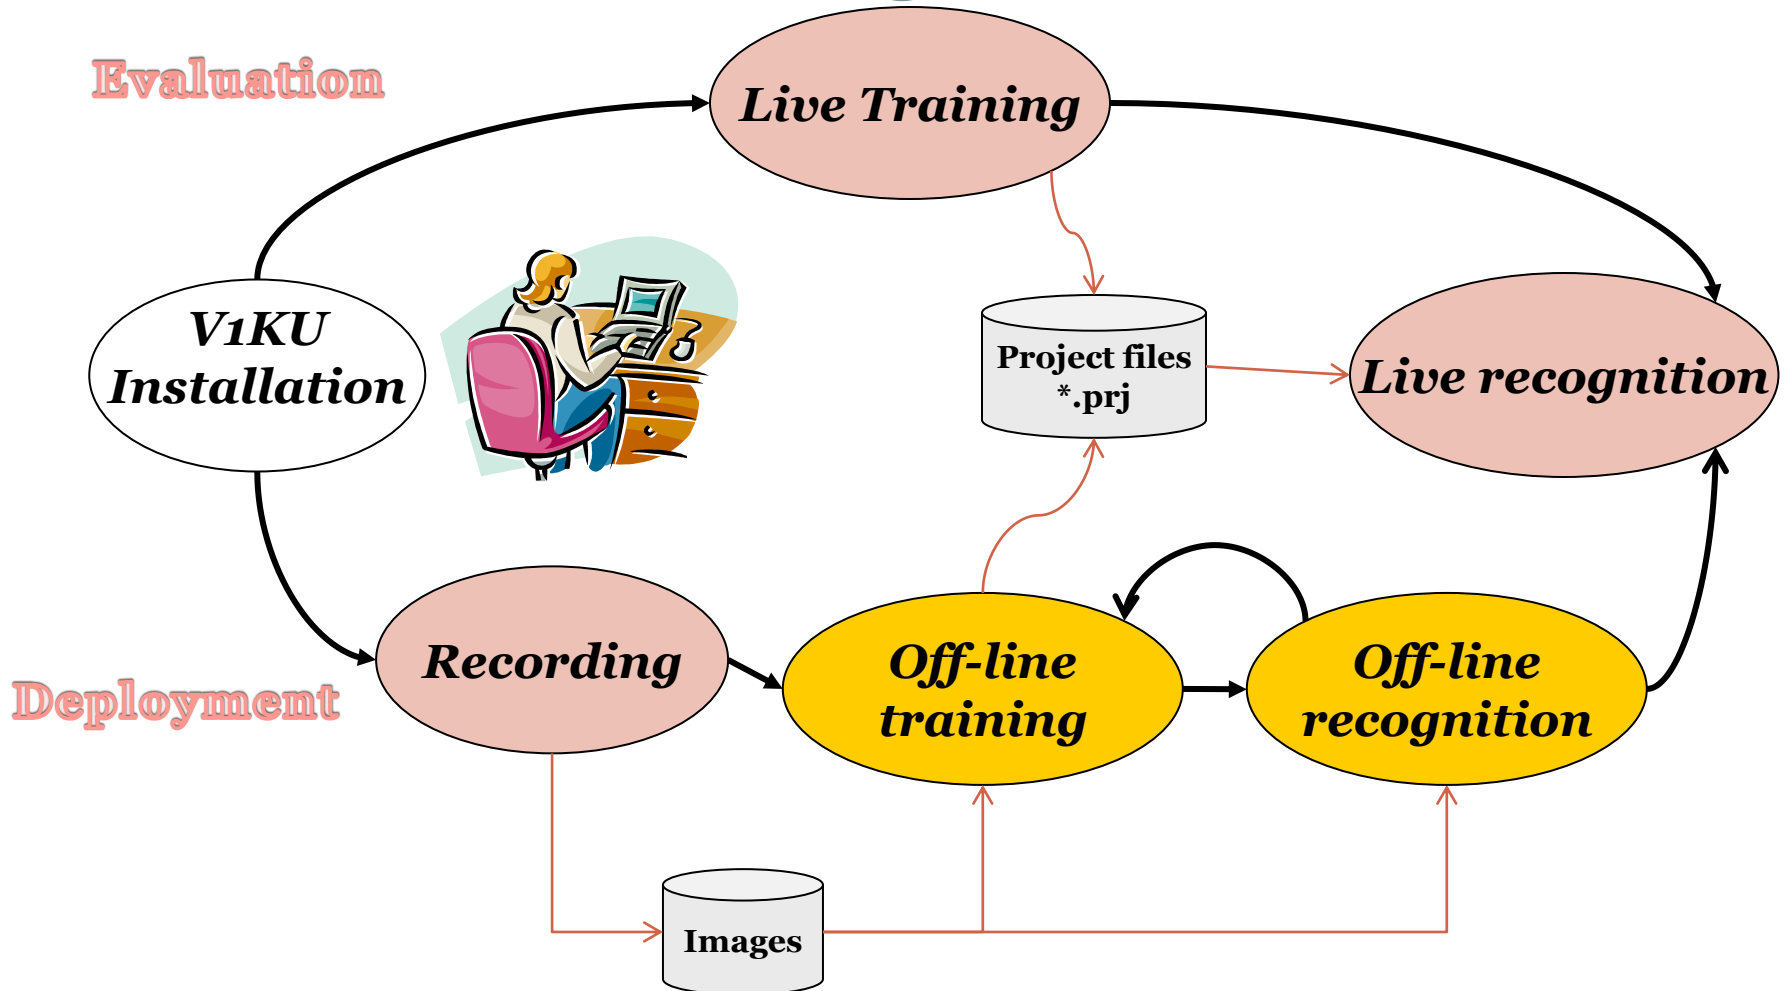 Evaluation
Live Training
V1KU
Installation
Project files
*.prj
Live recognition
Recording
Off-line
training
Off-line
recognition
Deployment
Images